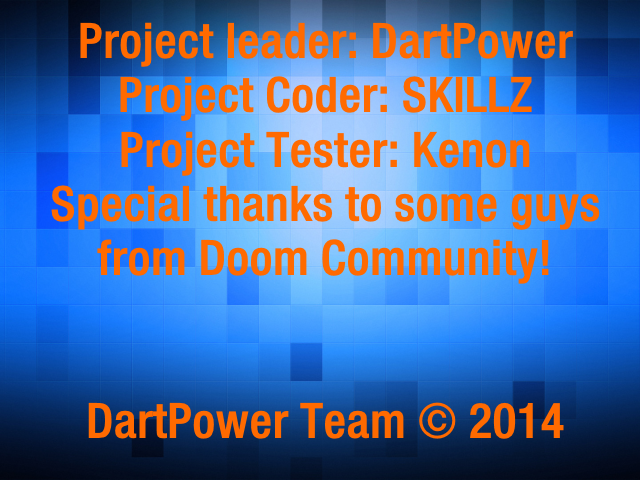 Project leader: DartPower
Project Coder: SKILLZ
Project Tester: Kenon
Special thanks to some guys
from Doom Community!
DartPower Team © 2014